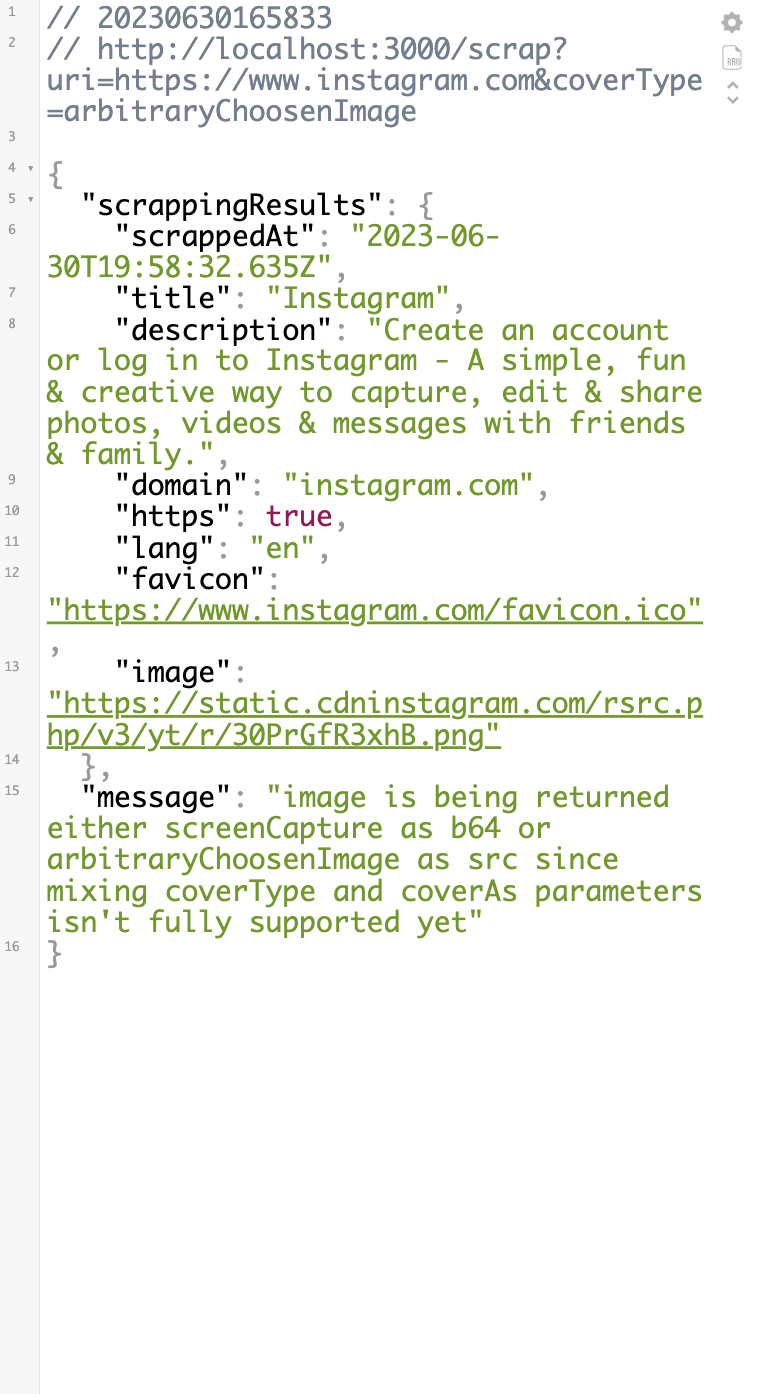 1 // 20230630165833
2 // http://localhost:3000/scrap?
uri=https://www.instagram.com&coverType
=arbitraryChoosenImage
3
4 {
5 "scrappingResults": {
6 "scrappedAt": "2023-06-
30T19:58:32.635Z",
7 "title": "Instagram",
8 "description": "Create an account
or log in to Instagram - A simple, fun
& creative way to capture, edit & share
photos, videos & messages with friends
& family.",
9 "domain": "instagram.com",
10 "https": true,
11 "lang": "en",
12 "favicon":
"https://www.instagram.com/favicon.ico"
,
13 "image":
"https://static.cdninstagram.com/rsrc.p
hp/v3/yt/r/30PrGfR3xhB.png"
14 },
15 "message": "image is being returned
either screenCapture as b64 or
arbitraryChoosenImage as src since
mixing coverType and coverAs parameters
isn't fully supported yet"
16 }
RAW